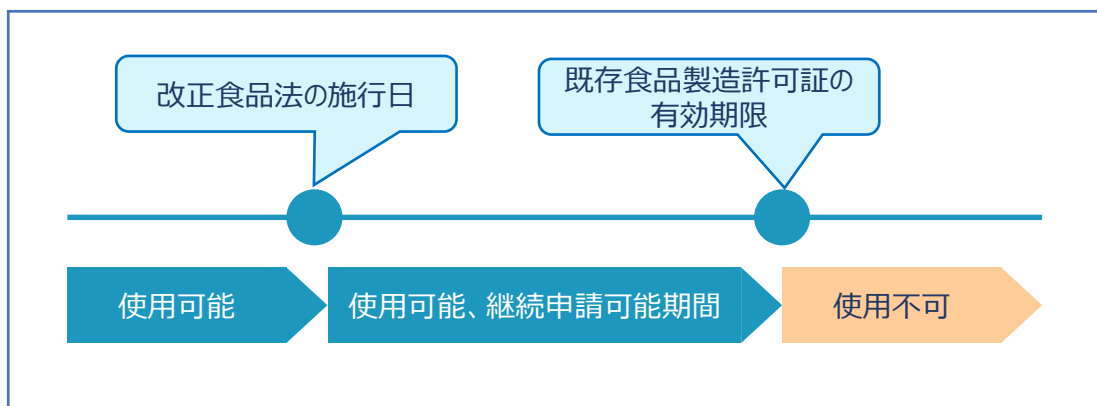 改正食品法の施行日
既存食品製造許可証の
有効期限
使用可能
使用可能、継続申請可能期間
使用不可